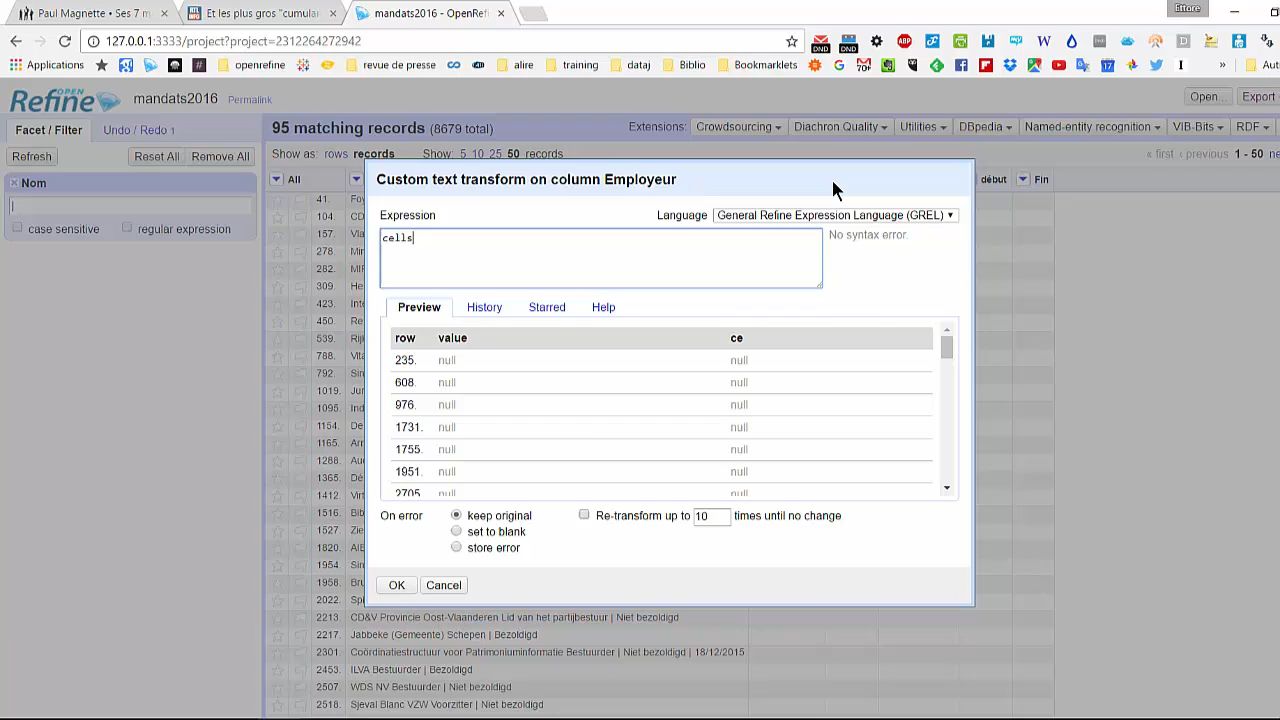 Paul Magnette • Ses 7 m × Et les plus gros "cumular × mandats2016 - OpenRefi × Ettore
127.0.0.1:3333/project?project=2312264272942
Applications openrefine revue de presse alire training dataj Biblio Bookmarklets
OPEN Refine mandats2016 Permalink Open... Export
Facet / Filter Undo / Redo 1 95 matching records (8679 total) Extensions: Crowdsourcing Diachron Quality Utilities DBpedia Named-entity recognition VIB-Bits RDF
Refresh Reset All Remove All Show as: rows records Show: 5 10 25 50 records « first ‹ previous 1 - 50
Nom All début Fin
case sensitive regular expression
Custom text transform on column Employeur
Expression Language General Refine Expression Language (GREL)
cells No syntax error.
Preview History Starred Help
row value ce
235. null null
608. null null
976. null null
1731. null null
1755. null null
1951. null null
2705. null null
On error keep original Re-transform up to 10 times until no change
set to blank
store error
OK Cancel
41.
104.
157.
278.
282.
309.
423.
450.
539.
788.
792.
1019.
1095.
1154.
1165.
1288.
1365.
1412.
1516.
1527.
1820.
1954.
1958.
2022.
2213. CD&V Provincie Oost-Vlaanderen Lid van het partijbestuur | Niet bezoldigd
2217. Jabbeke (Gemeente) Schepen | Bezoldigd
2301. Coördinatiestructuur voor Patrimoniuminformatie Bestuurder | Niet bezoldigd | 18/12/2015
2453. ILVA Bestuurder | Bezoldigd
2507. WDS NV Bestuurder | Niet bezoldigd
2518. Sjeval Blanc VZW Voorzitter | Niet bezoldigd